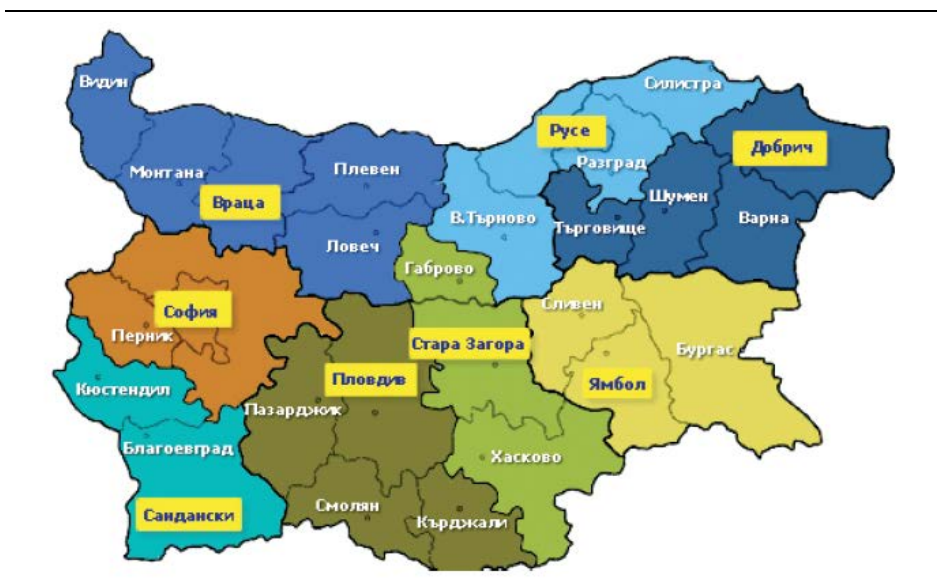 Видин
Силистра
Русе
Добрич
Монтана
Плевен
Разград
Враца
Шумен
В.Търново
Варна
Търговище
Ловеч
Габрово
София
Сливен
Перник
Стара Загора
Бургас
Пловдив
Ямбол
Кюстендил
Пазарджик
Благоевград
Хасково
Смолян
Сандански
Кърджали